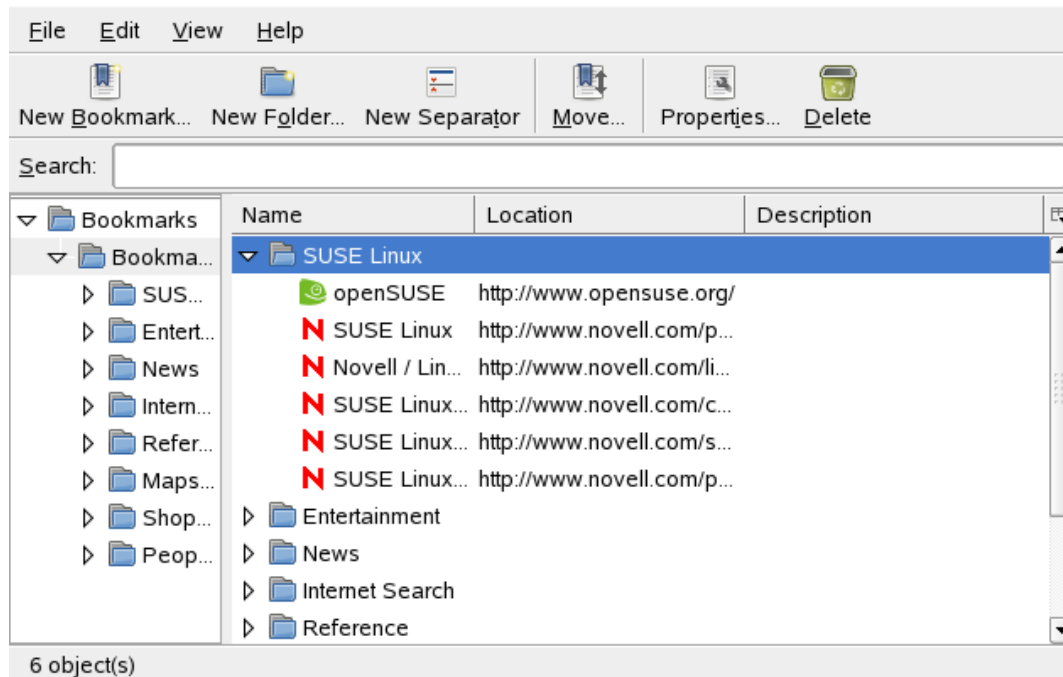 File Edit View Help
New Bookmark... New Folder... New Separator Move... Properties... Delete
Search:
Bookmarks
Bookma...
SUS...
Entert...
News
Intern...
Refer...
Maps...
Shop...
Peop...
Name Location Description
SUSE Linux
openSUSE http://www.opensuse.org/
SUSE Linux http://www.novell.com/p...
Novell / Lin... http://www.novell.com/li...
SUSE Linux... http://www.novell.com/c...
SUSE Linux... http://www.novell.com/s...
SUSE Linux... http://www.novell.com/p...
Entertainment
News
Internet Search
Reference
6 object(s)